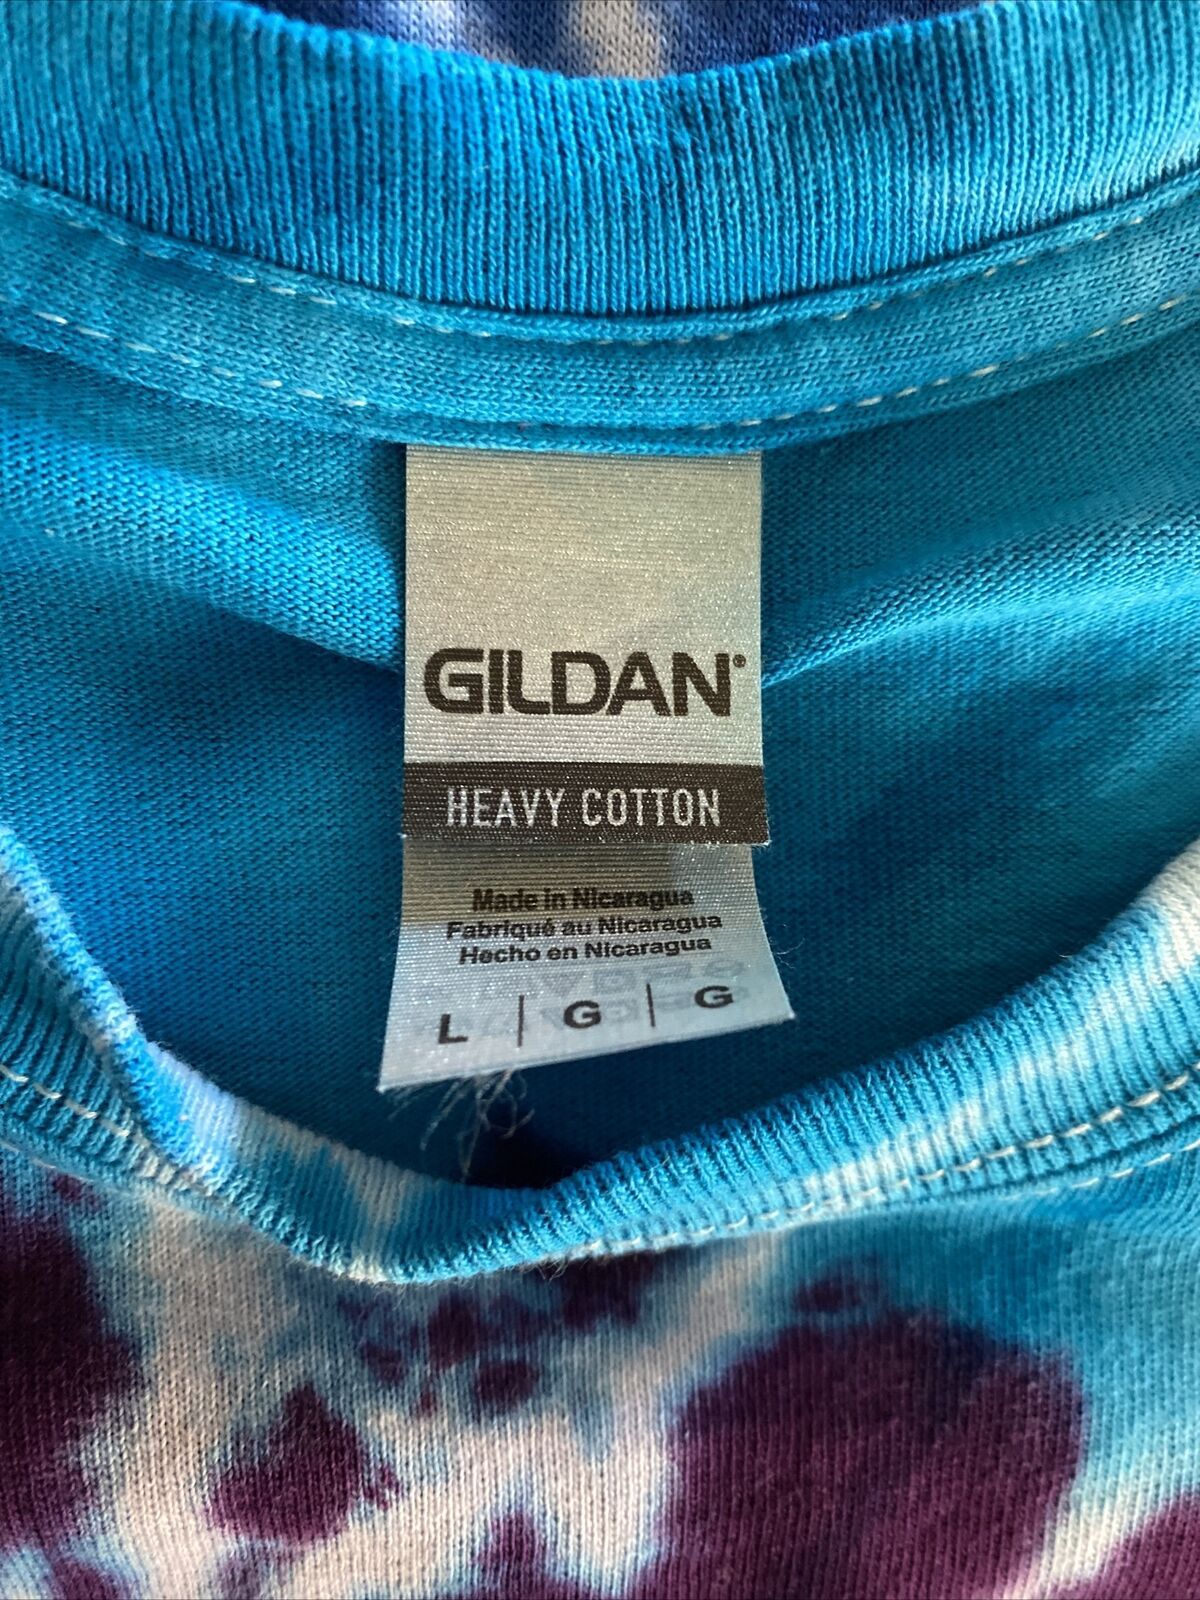 GILDAN®
HEAVY COTTON
Made in Nicaragua
Fabriqué au Nicaragua
Hecho en Nicaragua
L | G | G